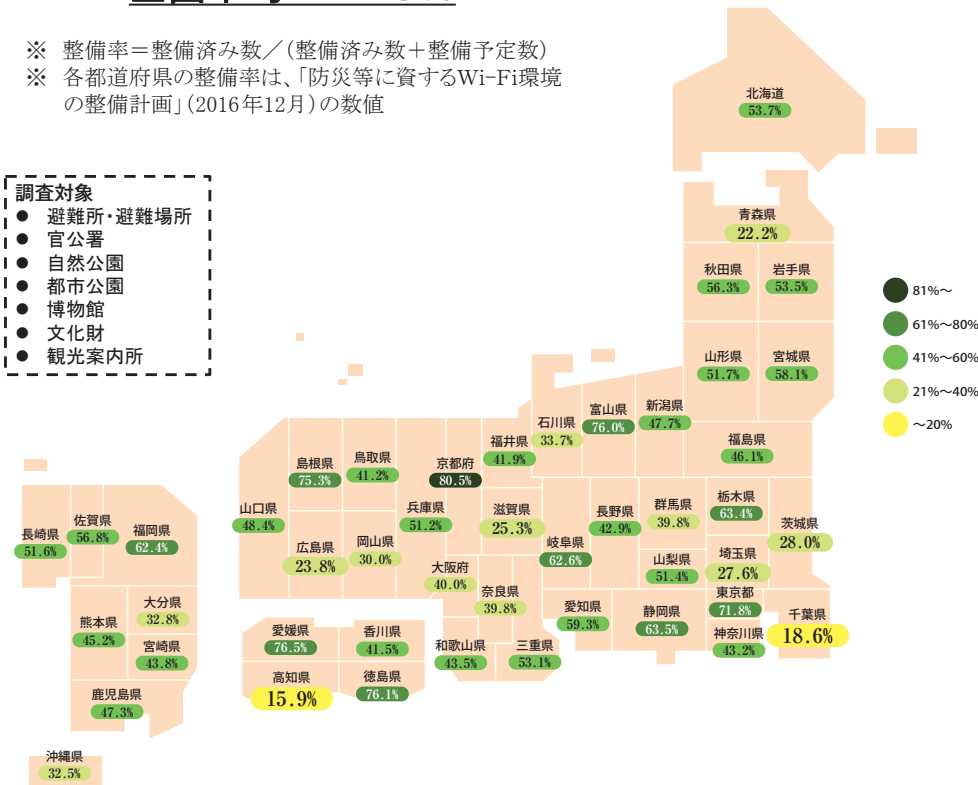 ※ 整備率＝整備済み数／(整備済み数＋整備予定数)
※ 各都道府県の整備率は、「防災等に資するWi-Fi環境
の整備計画」(2016年12月)の数値
調査対象
● 避難所・避難場所
● 官公署
● 自然公園
● 都市公園
● 博物館
● 文化財
● 観光案内所
北海道
53.7%
青森県
22.2%
秋田県
56.3%
岩手県
53.5%
山形県
51.7%
宮城県
58.1%
81%～
61%～80%
41%～60%
21%～40%
～20%
新潟県
47.7%
富山県
76.0%
石川県
33.7%
福井県
41.9%
福島県
46.1%
京都府
80.5%
鳥取県
41.2%
島根県
75.3%
山口県
48.4%
兵庫県
51.2%
滋賀県
25.3%
岐阜県
62.6%
長野県
42.9%
群馬県
39.8%
栃木県
63.4%
茨城県
28.0%
広島県
23.8%
岡山県
30.0%
大阪府
40.0%
奈良県
39.8%
山梨県
51.4%
埼玉県
27.6%
東京都
71.8%
千葉県
18.6%
神奈川県
43.2%
静岡県
63.5%
愛知県
59.3%
三重県
53.1%
和歌山県
43.5%
愛媛県
76.5%
香川県
41.5%
高知県
15.9%
徳島県
76.1%
長崎県
51.6%
佐賀県
56.8%
福岡県
62.4%
大分県
32.8%
熊本県
45.2%
宮崎県
43.8%
鹿児島県
47.3%
沖縄県
32.5%